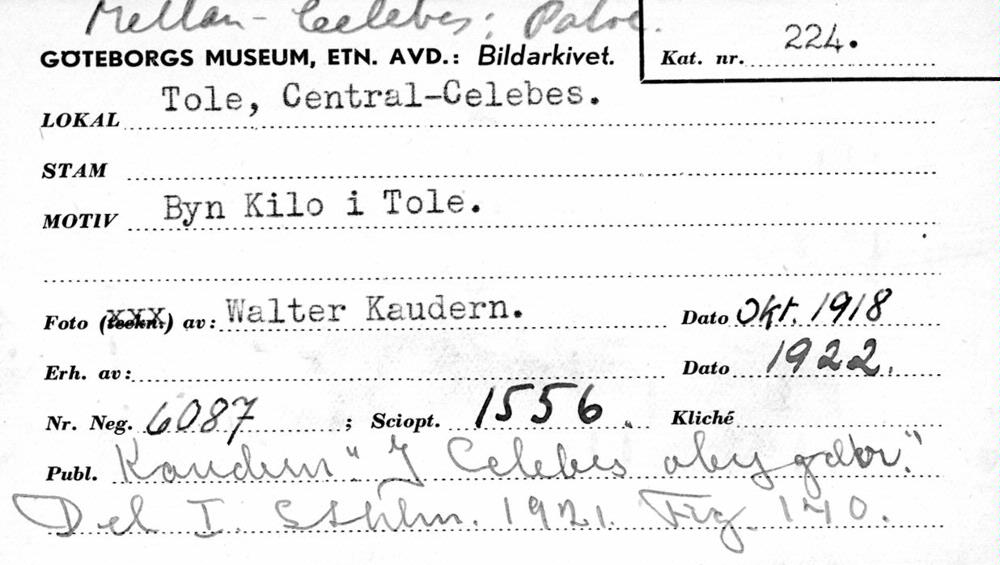 Mellan-Celebes; Paloe.
GÖTEBORGS MUSEUM, ETN. AVD.: Bildarkivet.
Kat. nr. 224.
LOKAL Tole, Central-Celebes.
STAM
MOTIV Byn Kilo i Tole.
Foto (teckn.) av: Walter Kaudern. Dato Okt. 1918
Erh. av: Dato 1922.
Nr. Neg. 6087 ; Sciopt. 1556 . Kliché
Publ. Kaudern "I Celebes obygder."
Del I. Sthlm. 1921. Fig. 140.